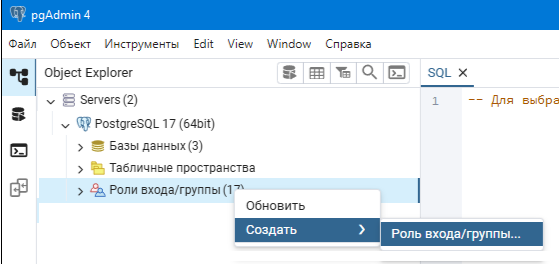 pgAdmin 4
Файл Объект Инструменты Edit View Window Справка
Object Explorer
SQL
Servers (2)
1 -- Для выбра
PostgreSQL 17 (64bit)
Базы данных (3)
Табличные пространства
Роли входа/группы (17)
Обновить
Создать
Роль входа/группы...